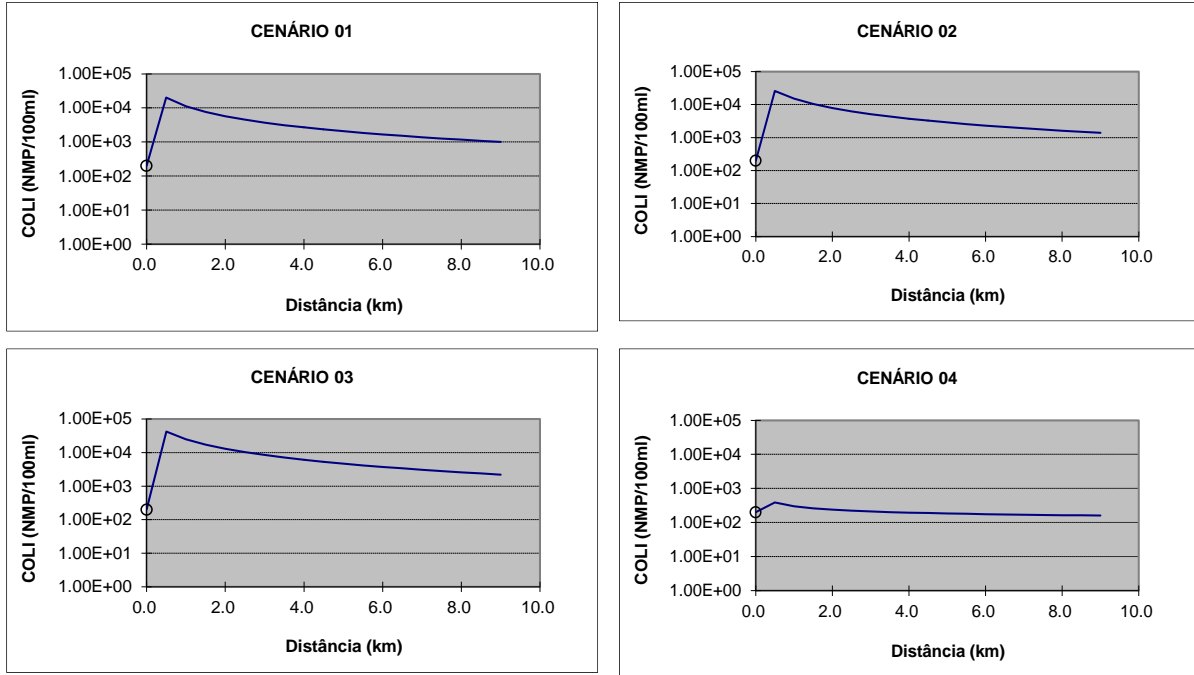 CENÁRIO 01
1.00E+05
1.00E+04
1.00E+03
1.00E+02
1.00E+01
1.00E+00
0.0 2.0 4.0 6.0 8.0 10.0
Distância (km)
COLI (NMP/100ml)
CENÁRIO 02
1.00E+05
1.00E+04
1.00E+03
1.00E+02
1.00E+01
1.00E+00
0.0 2.0 4.0 6.0 8.0 10.0
Distância (km)
COLI (NMP/100ml)
CENÁRIO 03
1.00E+05
1.00E+04
1.00E+03
1.00E+02
1.00E+01
1.00E+00
0.0 2.0 4.0 6.0 8.0 10.0
Distância (km)
COLI (NMP/100ml)
CENÁRIO 04
1.00E+05
1.00E+04
1.00E+03
1.00E+02
1.00E+01
1.00E+00
0.0 2.0 4.0 6.0 8.0 10.0
Distância (km)
COLI (NMP/100ml)